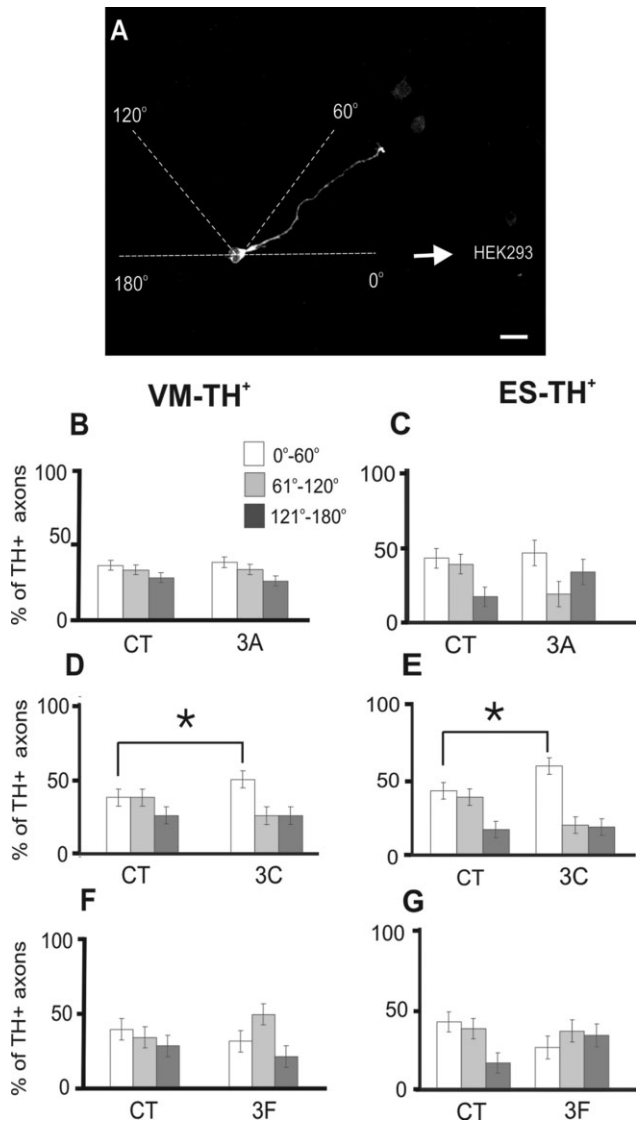 A
120°
60°
180°
0°
HEK293
VM-TH+
ES-TH+
B
0°-60°
61°-120°
121°-180°
% of TH+ axons
100
50
0
CT
3A
C
100
50
0
CT
3A
D
% of TH+ axons
100
50
0
*
CT
3C
E
100
50
0
*
CT
3C
F
% of TH+ axons
100
50
0
CT
3F
G
100
50
0
CT
3F